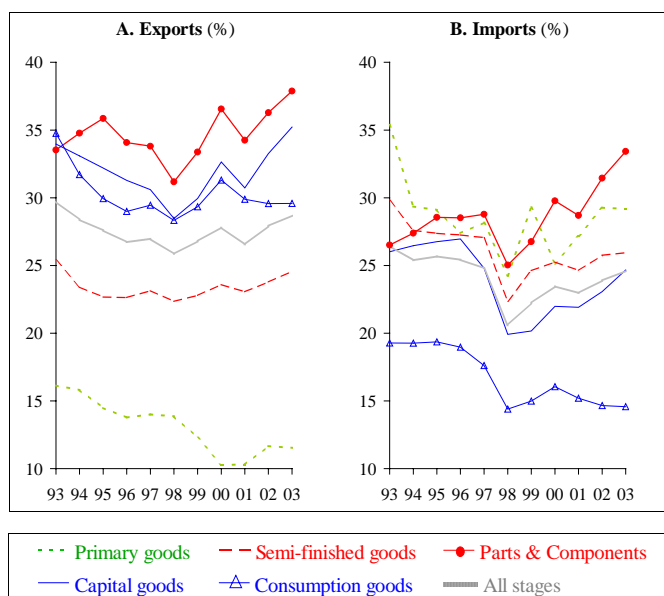 A. Exports (%)
B. Imports (%)
40
35
30
25
20
15
10
93 94 95 96 97 98 99 00 01 02 03
40
35
30
25
20
15
10
93 94 95 96 97 98 99 00 01 02 03
Primary goods Semi-finished goods Parts & Components
Capital goods Consumption goods All stages